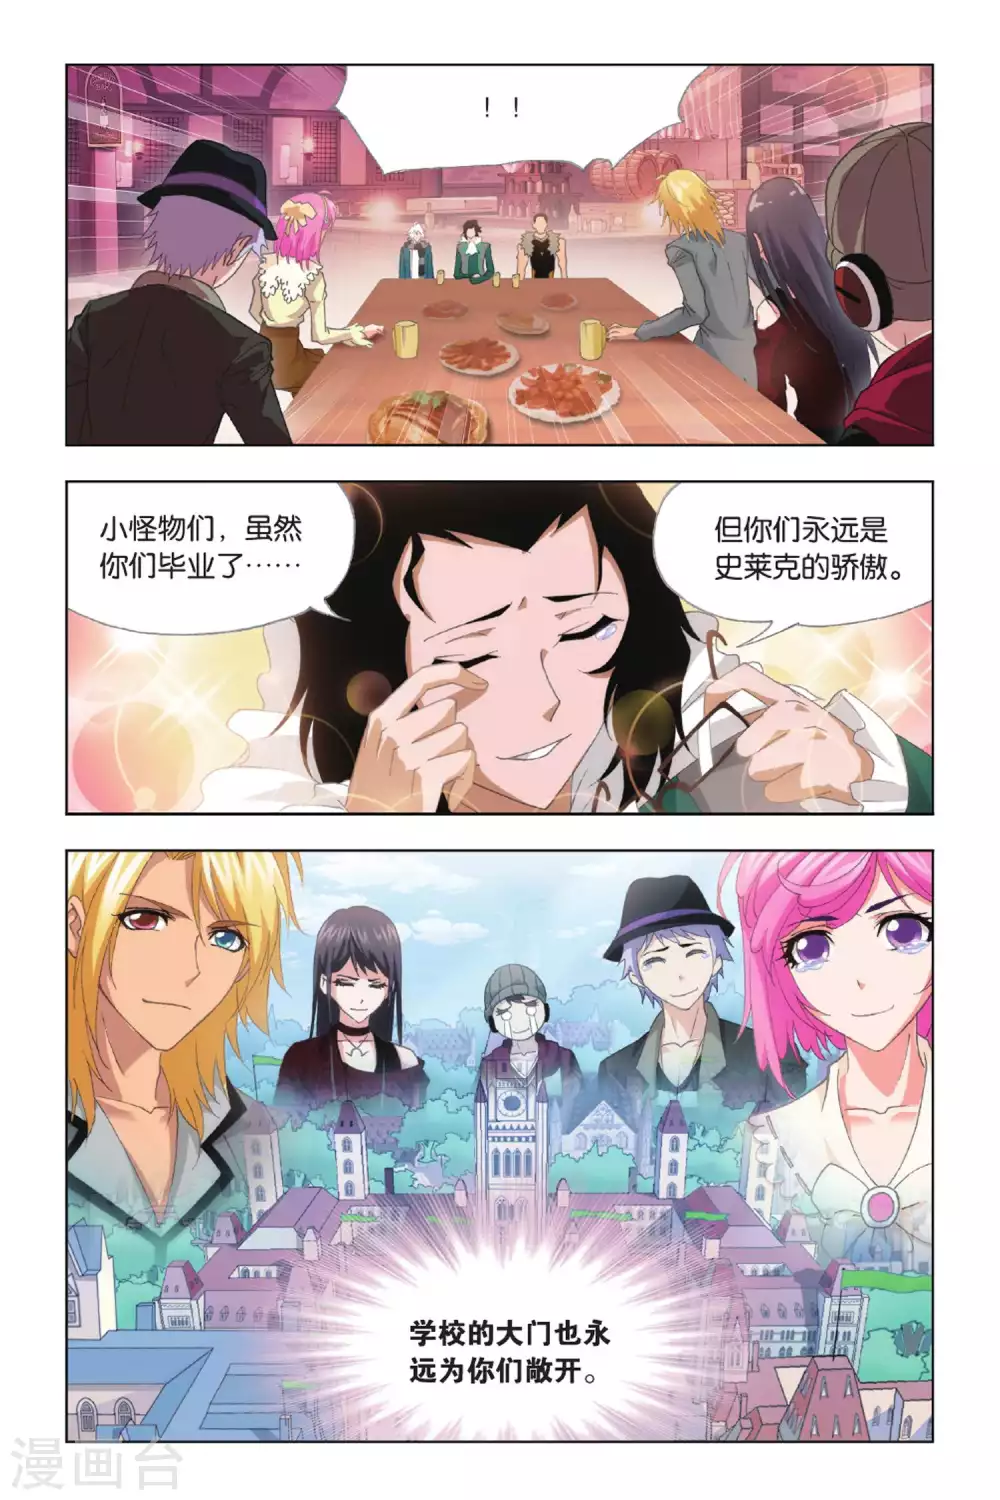 ！！
小怪物们，虽然
你们毕业了……
但你们永远是
史莱克的骄傲。
学校的大门也永
远为你们敞开。
漫画台